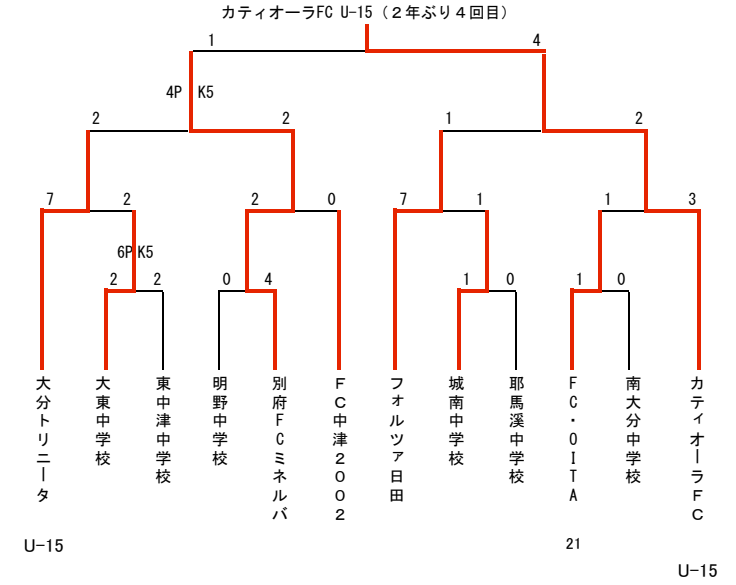 カティオーラFC U-15（２年ぶり４回目）
1 4
4P K5
2 2 1 2
7 2 2 0 7 1 1 3
6P K5
2 2 0 4 1 0 1 0
大分トリニータ
大東中学校
東中津中学校
明野中学校
別府ＦＣミネルバ
ＦＣ中津２００２
フォルツァ日田
城南中学校
耶馬溪中学校
FC・OITA
南大分中学校
カティオーラＦＣ
U-15
21
U-15